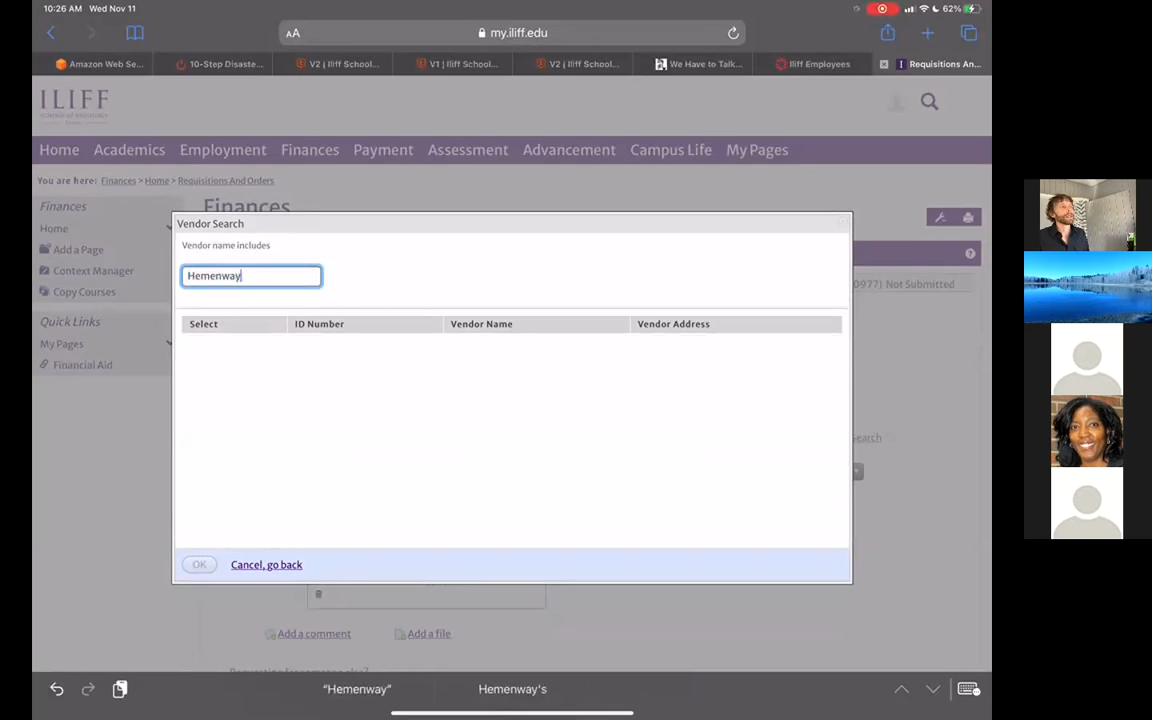 10:26 AM Wed Nov 11
62%
AA
my.iliff.edu
Amazon Web Se...
10-Step Disaste...
V2 | Iliff School...
V1 | Iliff School...
V2 | Iliff School...
We Have to Talk...
Iliff Employees
Requisitions An...
ILIFF
Home Academics Employment Finances Payment Assessment Advancement Campus Life My Pages
You are here: Finances > Home > Requisitions And Orders
Finances
Home
Add a Page
Context Manager
Copy Courses
Quick Links
My Pages
Financial Aid
Finances
0977) Not Submitted
Vendor Search
Vendor name includes
Hemenway
Select ID Number Vendor Name Vendor Address
earch
OK Cancel, go back
Add a comment Add a file
"Hemenway" Hemenway's